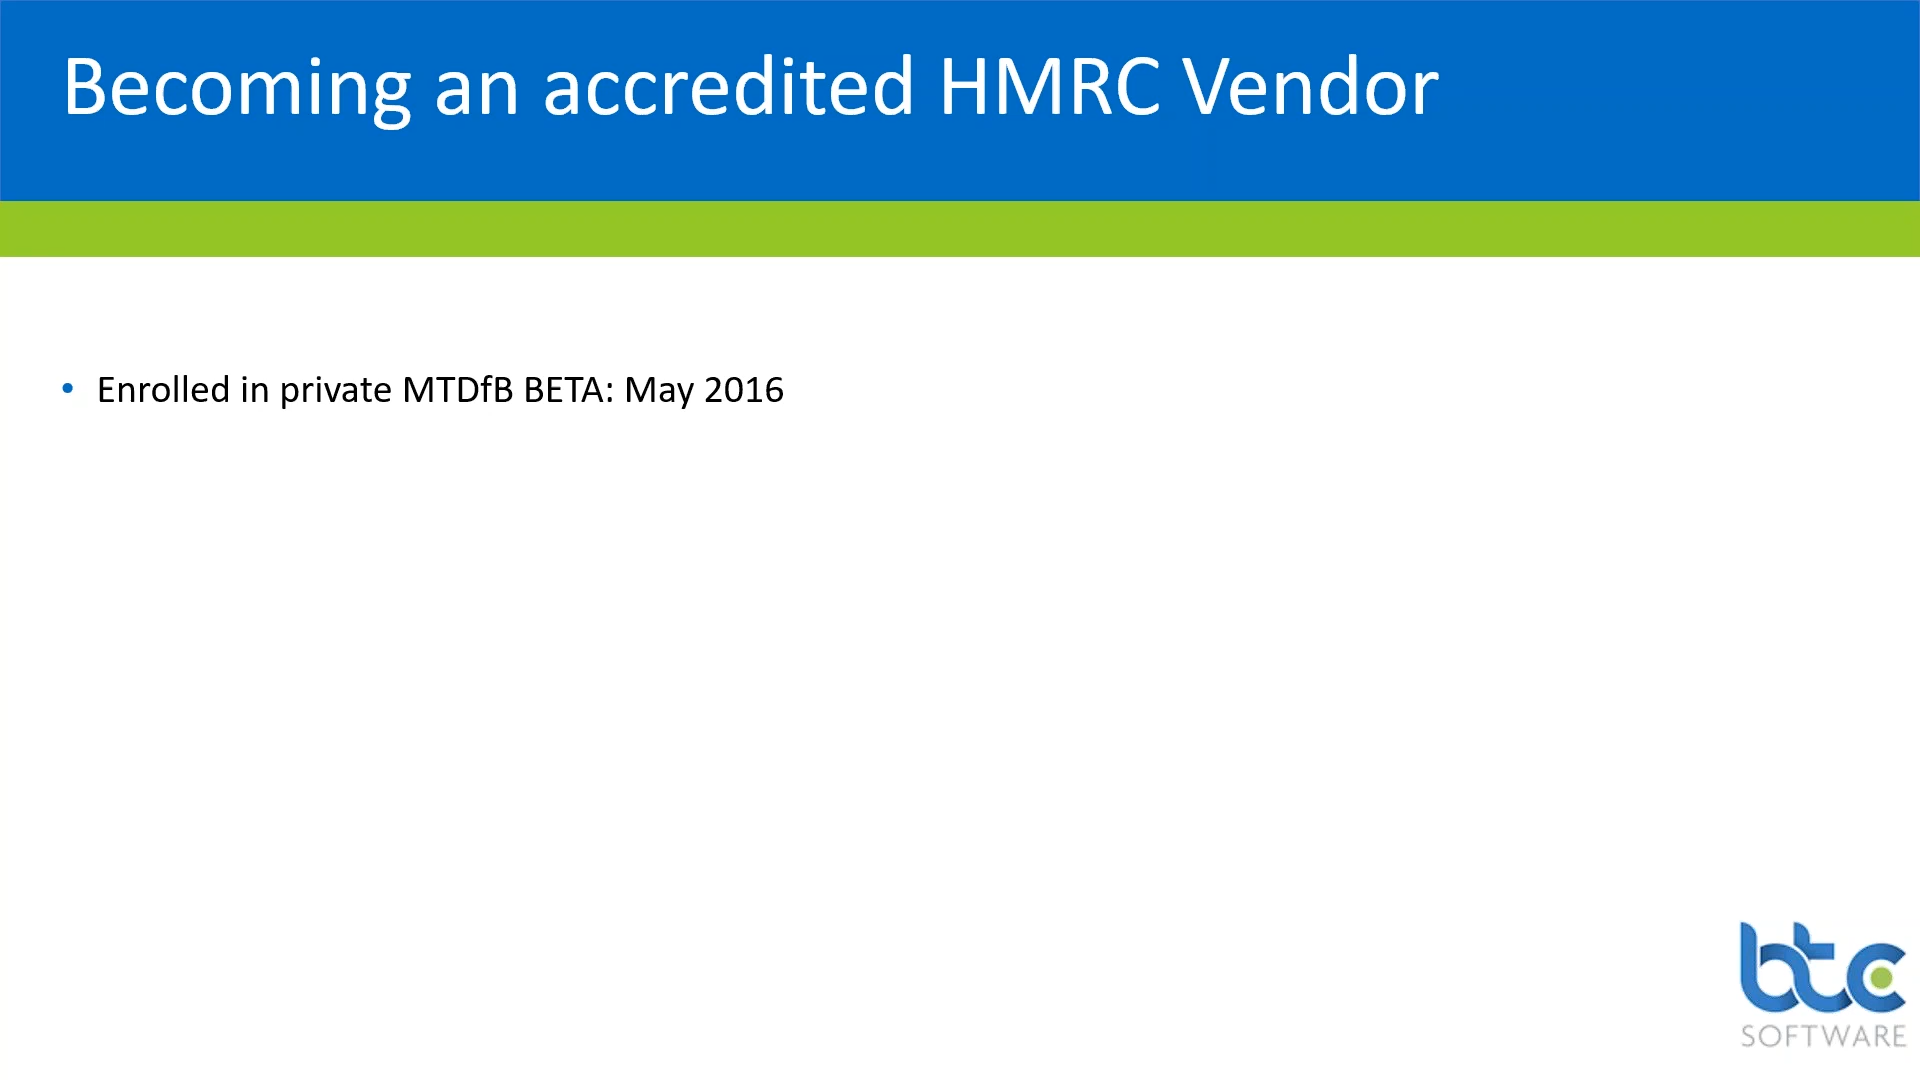 Becoming an accredited HMRC Vendor
• Enrolled in private MTDfB BETA: May 2016
btc
SOFTWARE